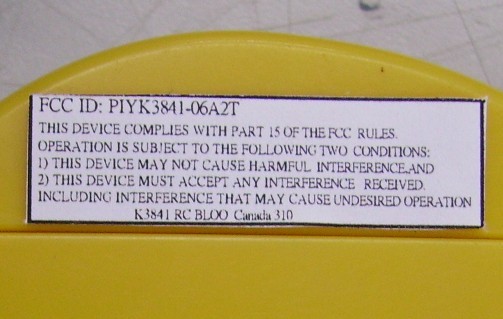 FCC ID: PIYK3841-06A2T
THIS DEVICE COMPLIES WITH PART 15 OF THE FCC RULES.
OPERATION IS SUBJECT TO THE FOLLOWING TWO CONDITIONS:
1) THIS DEVICE MAY NOT CAUSE HARMFUL INTERFERENCE,AND
2) THIS DEVICE MUST ACCEPT ANY INTERFERENCE RECEIVED.
INCLUDING INTERFERENCE THAT MAY CAUSE UNDESIRED OPERATION
K3841 RC BLOO Canada 310